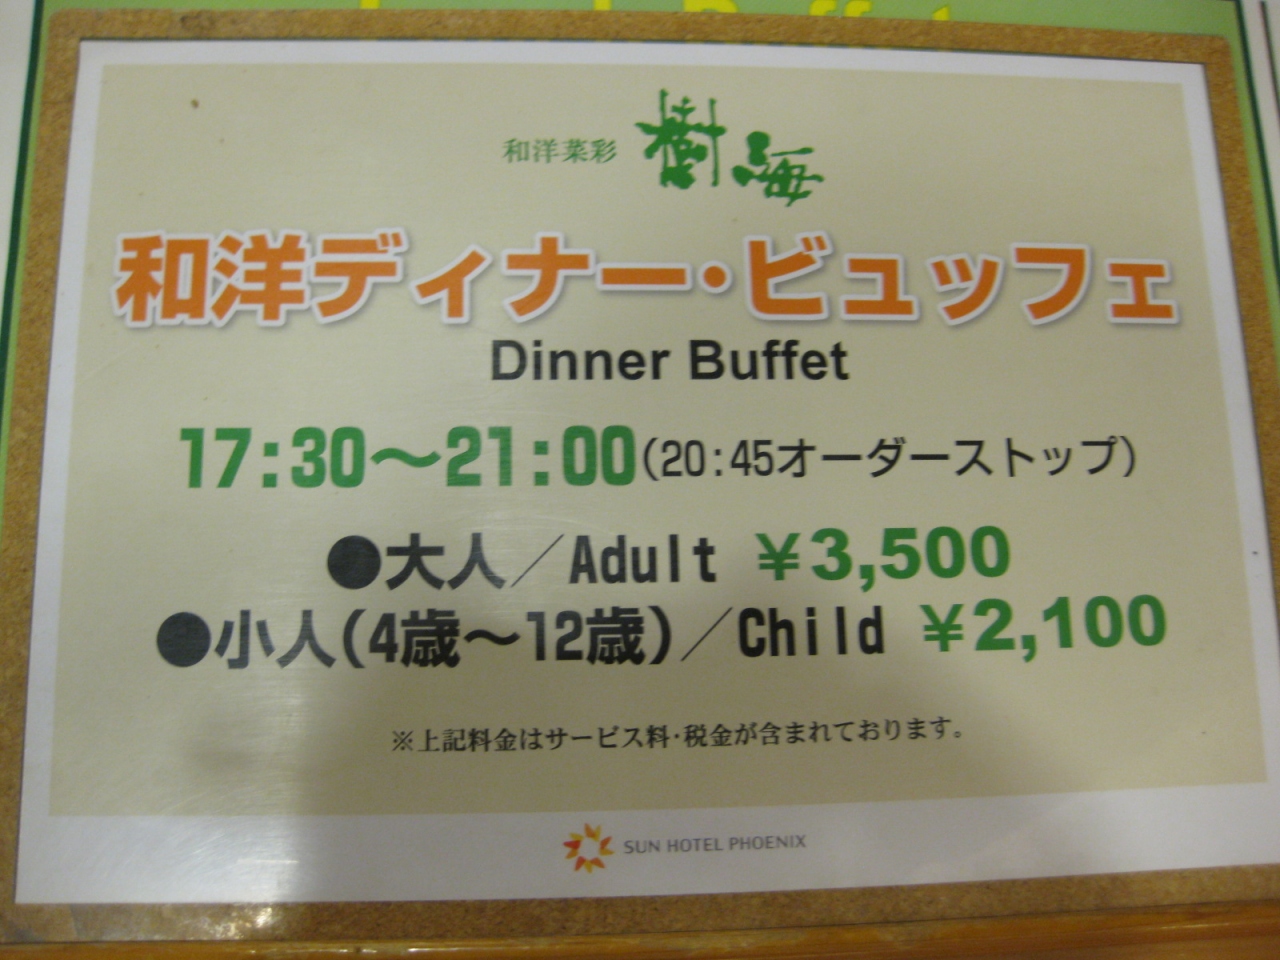 和洋菜彩 樹海
和洋ディナー・ビュッフェ
Dinner Buffet
17:30～21:00(20:45オーダーストップ)
●大人／Adult ￥3,500
●小人(4歳～12歳)／Child ￥2,100
※上記料金はサービス料・税金が含まれております。
SUN HOTEL PHOENIX